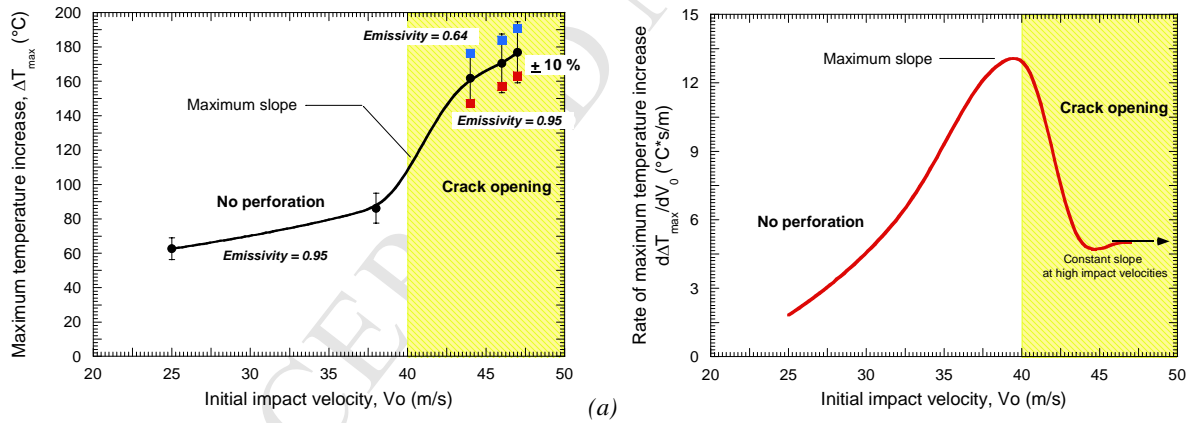 Maximum temperature increase, ΔT_max (°C)
200
180
160
140
120
100
80
60
40
20
0
20
25
30
35
40
45
50
Initial impact velocity, Vo (m/s)
Emissivity = 0.64
± 10 %
Maximum slope
Emissivity = 0.95
Crack opening
No perforation
Emissivity = 0.95
(a)
Rate of maximum temperature increase
dΔT_max/dV_0 (°C*s/m)
15
12
9
6
3
0
20
25
30
35
40
45
50
Initial impact velocity, Vo (m/s)
Maximum slope
Crack opening
No perforation
Constant slope
at high impact velocities